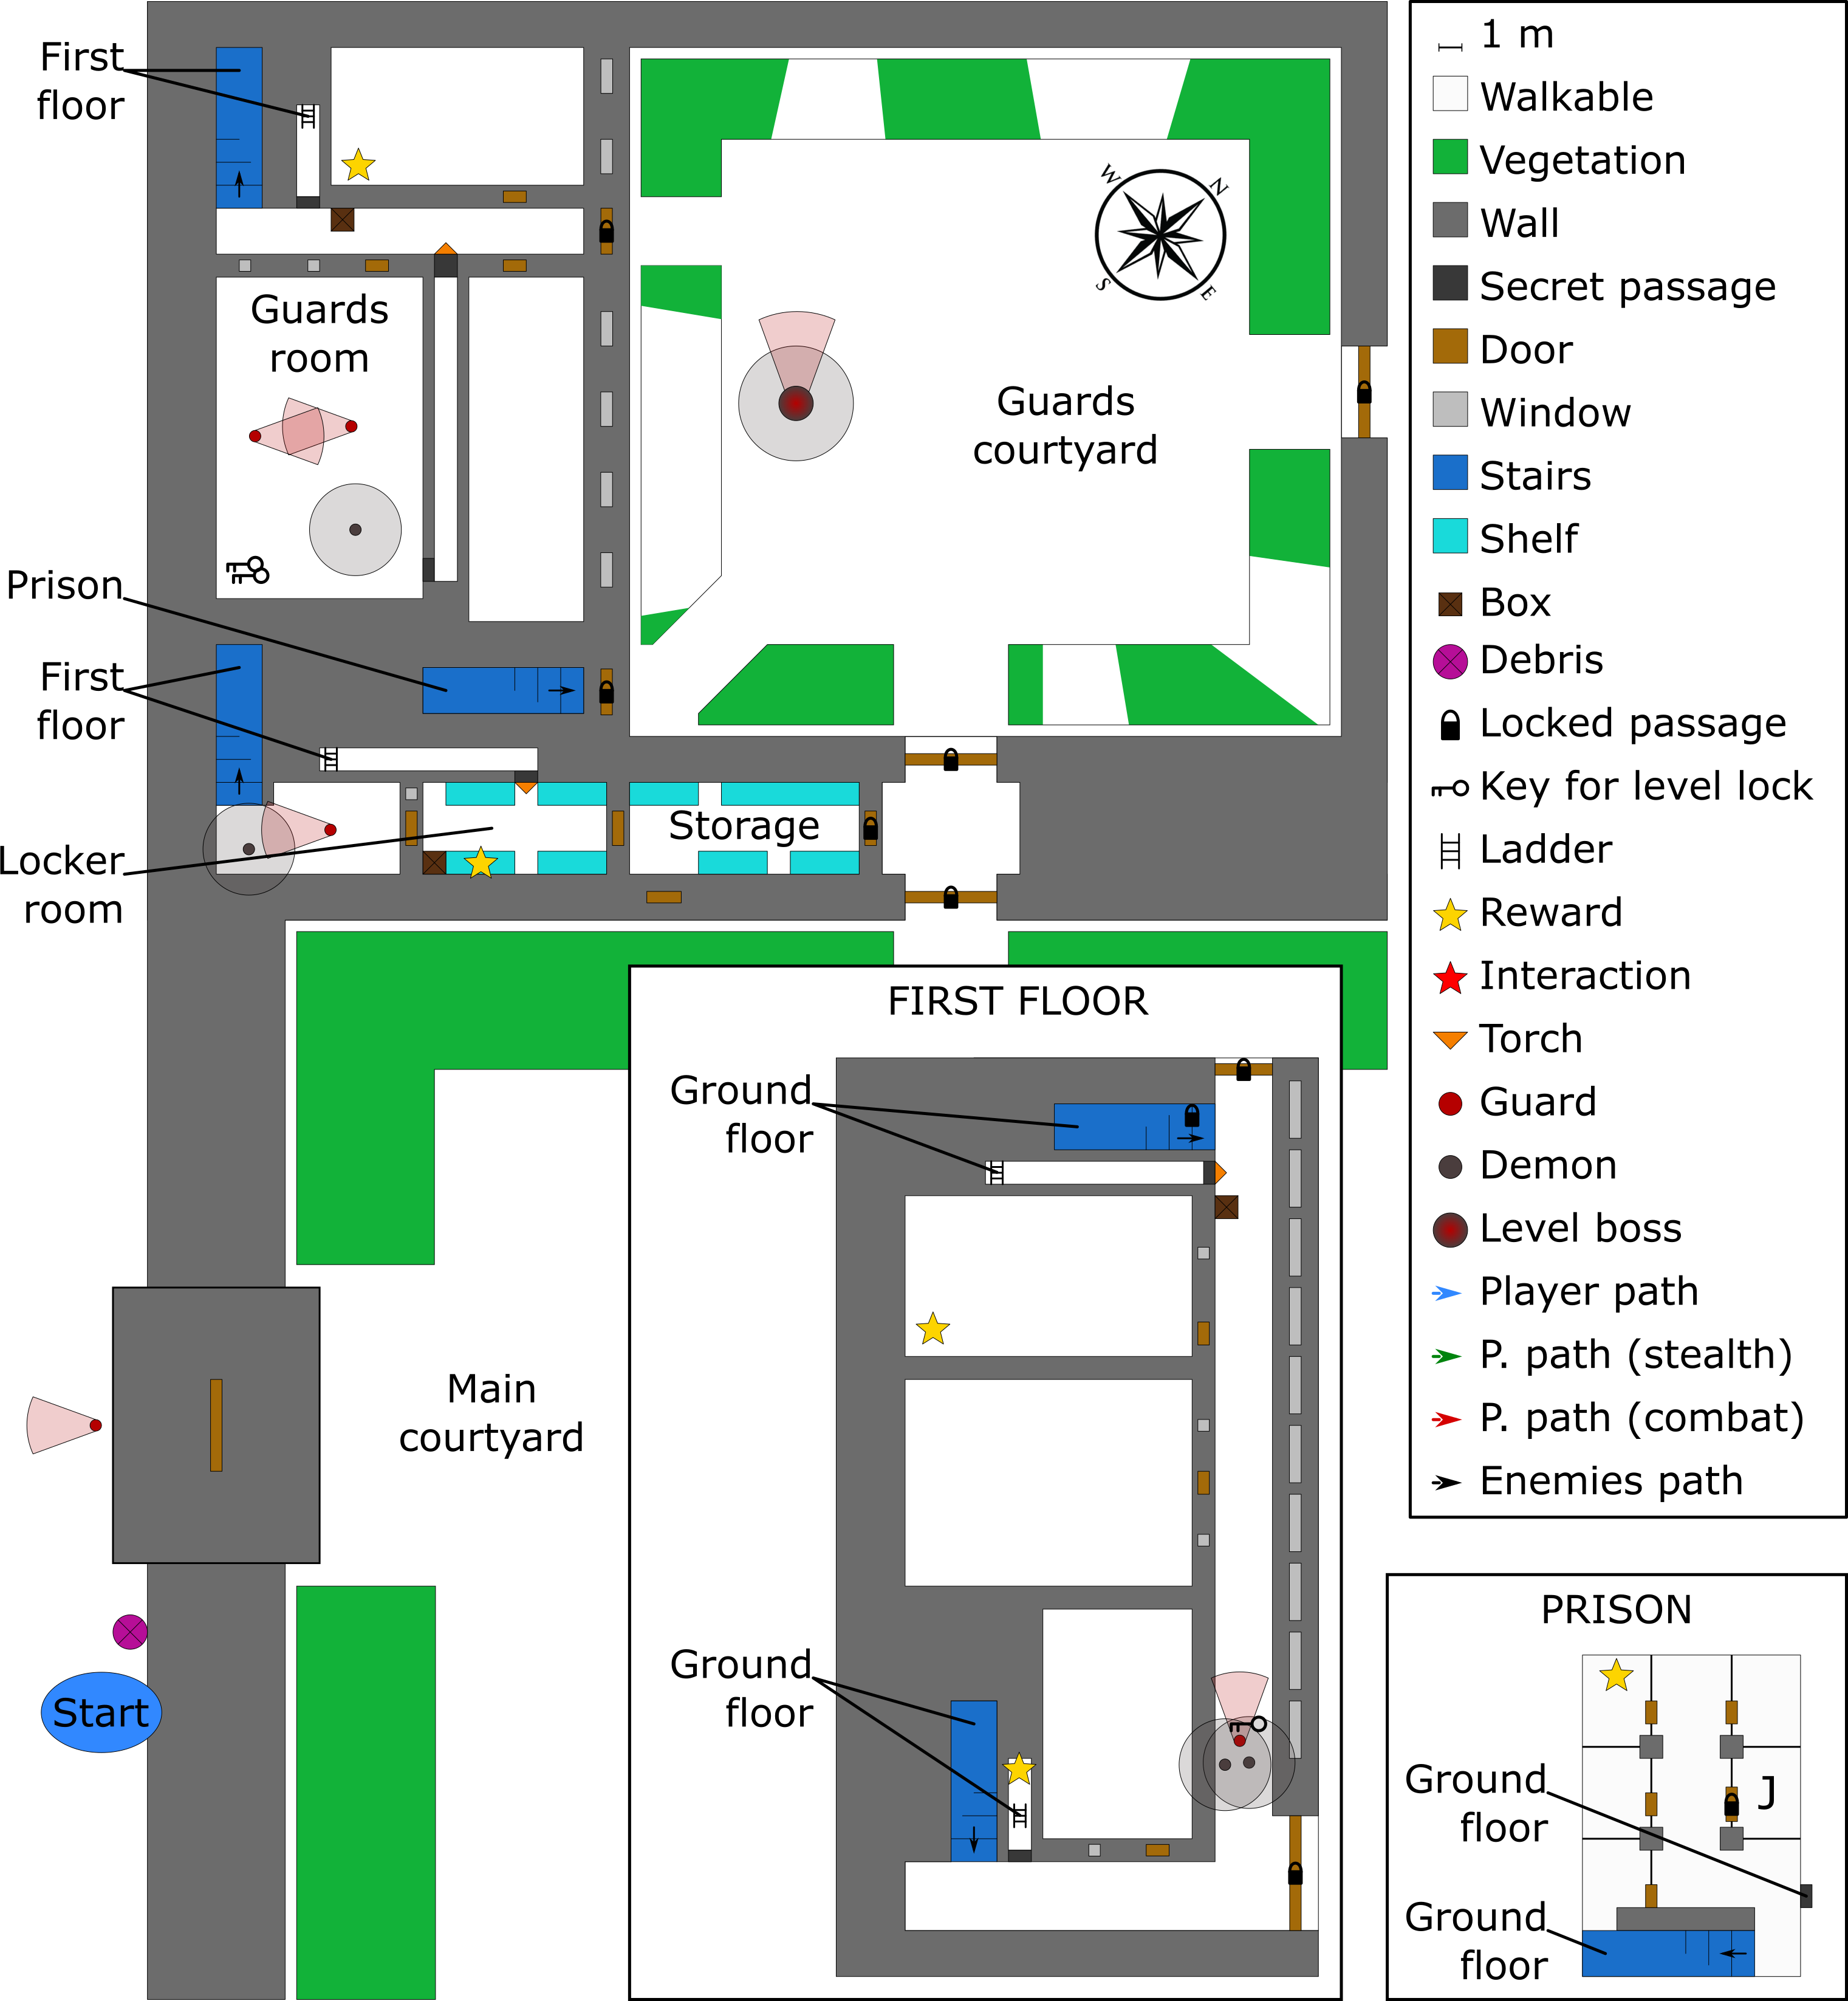 First
floor
Guards
room
Prison
First
floor
Locker
room
Storage
Guards
courtyard
W
N
S
E
Main
courtyard
Start
FIRST FLOOR
Ground
floor
Ground
floor
1 m
Walkable
Vegetation
Wall
Secret passage
Door
Window
Stairs
Shelf
Box
Debris
Locked passage
Key for level lock
Ladder
Reward
Interaction
Torch
Guard
Demon
Level boss
Player path
P. path (stealth)
P. path (combat)
Enemies path
PRISON
J
Ground
floor
Ground
floor